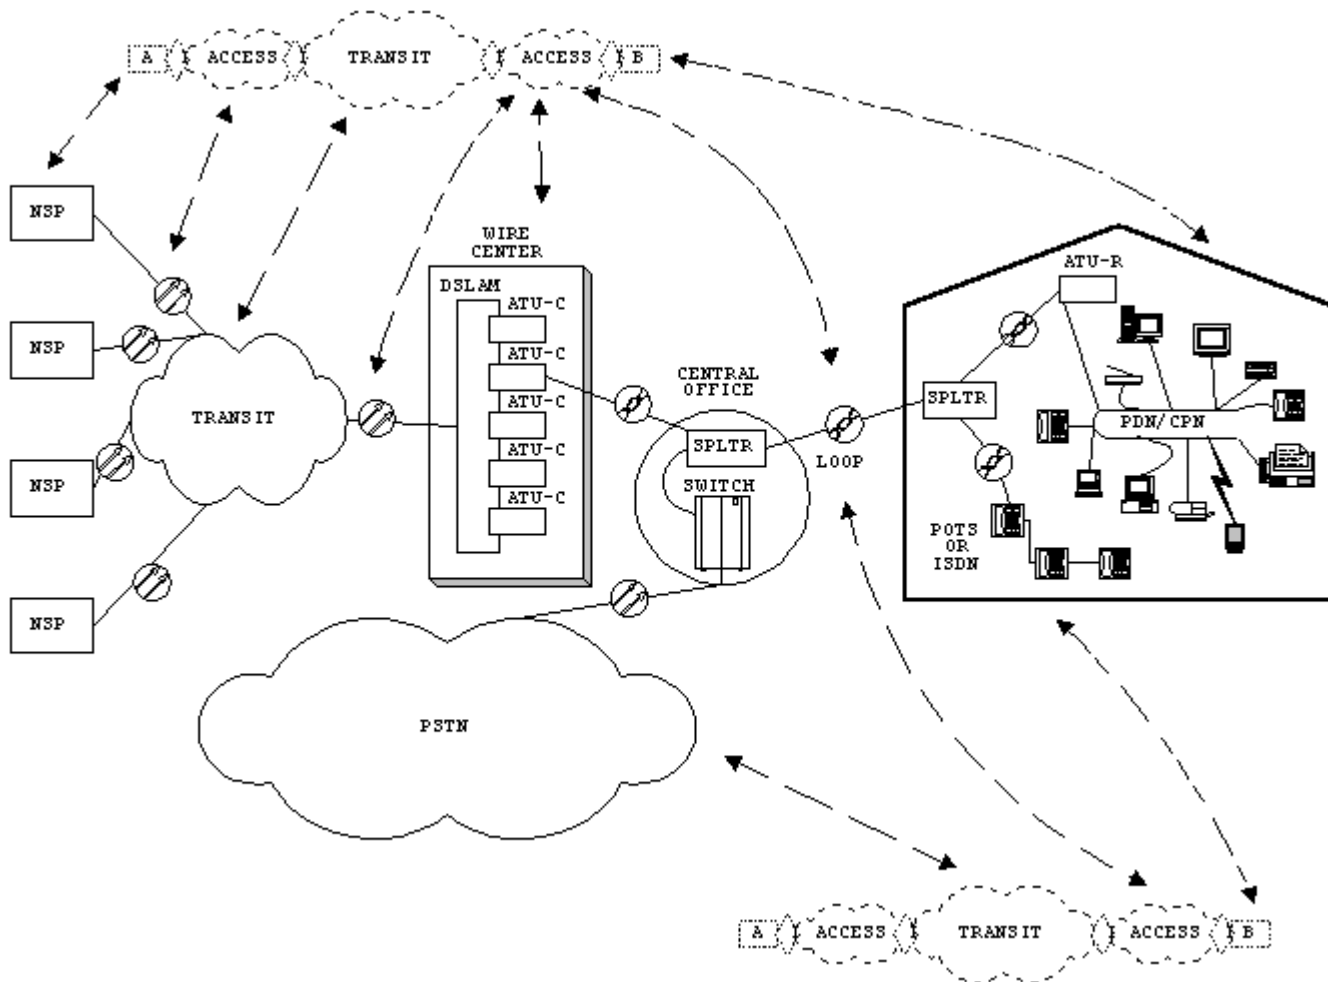 A ACCESS TRANSIT ACCESS B
NSP
NSP
NSP
NSP
TRANSIT
WIRE
CENTER
DSLAM
ATU-C
ATU-C
ATU-C
ATU-C
ATU-C
CENTRAL
OFFICE
SPLTR
SWITCH
LOOP
ATU-R
SPLTR
PDN/CPN
POTS
OR
ISDN
PSTN
A ACCESS TRANSIT ACCESS B